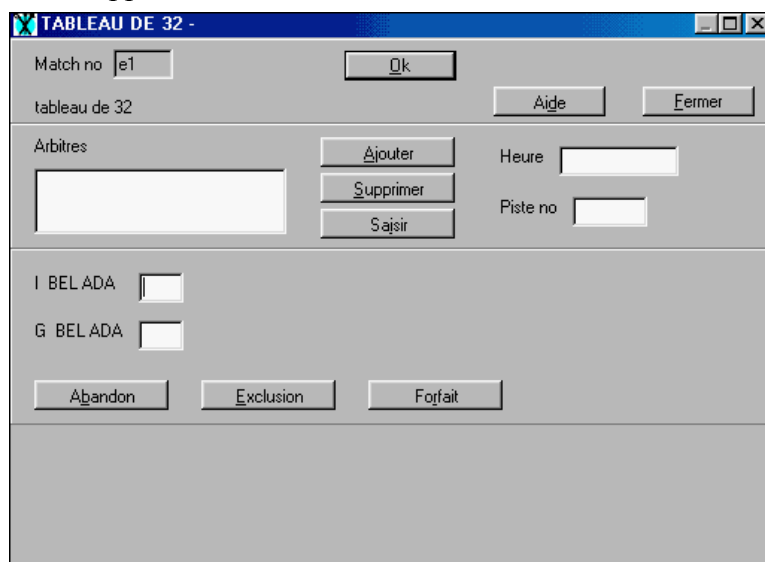 TABLEAU DE 32 -
Match no e1
Ok
tableau de 32
Aide
Fermer
Arbitres
Ajouter
Heure
Supprimer
Piste no
Saisir
I BEL ADA
G BEL ADA
Abandon
Exclusion
Forfait